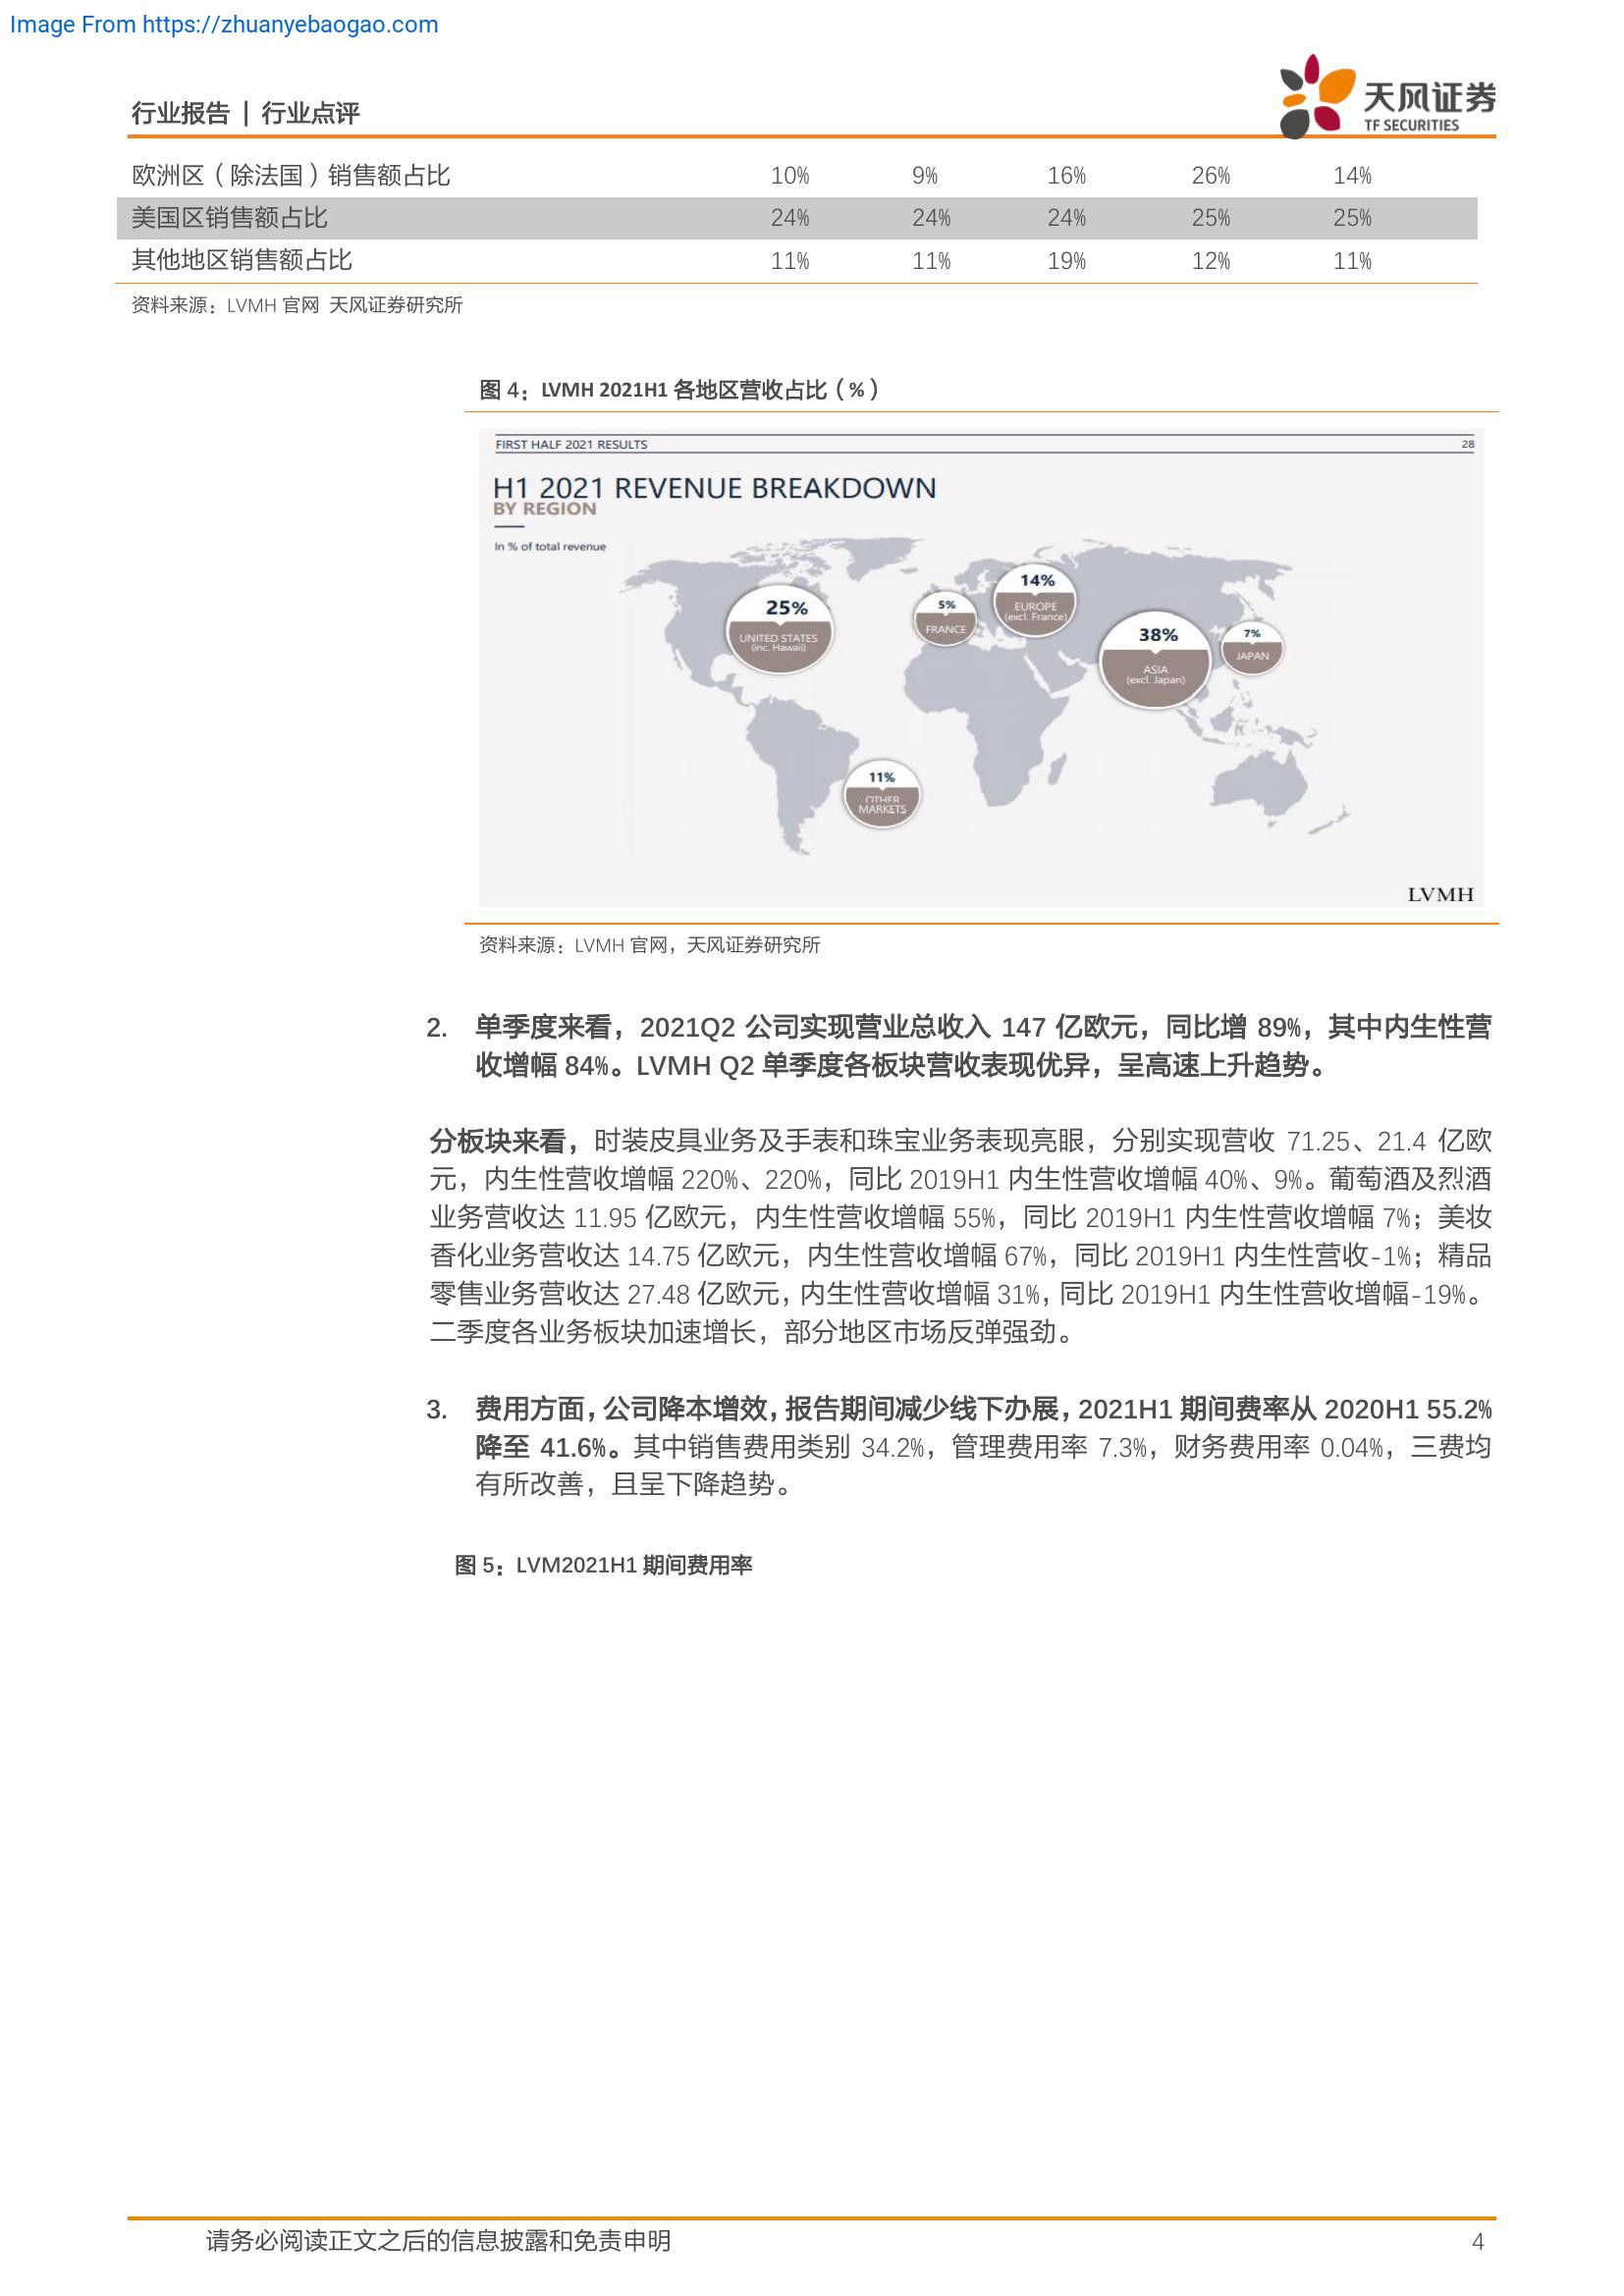 Image From https://zhuanyebaogao.com
行业报告 | 行业点评
天风证券
TF SECURITIES
欧洲区（除法国）销售额占比 10% 9% 16% 26% 14%
美国区销售额占比 24% 24% 24% 25% 25%
其他地区销售额占比 11% 11% 19% 12% 11%
资料来源：LVMH 官网 天风证券研究所
图 4：LVMH 2021H1 各地区营收占比（%）
FIRST HALF 2021 RESULTS 28
H1 2021 REVENUE BREAKDOWN
BY REGION
In % of total revenue
25%
UNITED STATES
(inc. Hawaii)
5%
FRANCE
14%
EUROPE
(excl. France)
38%
ASIA
(excl. Japan)
7%
JAPAN
11%
OTHER
MARKETS
LVMH
资料来源：LVMH 官网，天风证券研究所
2. 单季度来看，2021Q2 公司实现营业总收入 147 亿欧元，同比增 89%，其中内生性营
收增幅 84%。LVMH Q2 单季度各板块营收表现优异，呈高速上升趋势。
分板块来看，时装皮具业务及手表和珠宝业务表现亮眼，分别实现营收 71.25、21.4 亿欧
元，内生性营收增幅 220%、220%，同比 2019H1 内生性营收增幅 40%、9%。葡萄酒及烈酒
业务营收达 11.95 亿欧元，内生性营收增幅 55%，同比 2019H1 内生性营收增幅 7%；美妆
香化业务营收达 14.75 亿欧元，内生性营收增幅 67%，同比 2019H1 内生性营收-1%；精品
零售业务营收达 27.48 亿欧元，内生性营收增幅 31%，同比 2019H1 内生性营收增幅-19%。
二季度各业务板块加速增长，部分地区市场反弹强劲。
3. 费用方面，公司降本增效，报告期间减少线下办展，2021H1 期间费率从 2020H1 55.2%
降至 41.6%。其中销售费用类别 34.2%，管理费用率 7.3%，财务费用率 0.04%，三费均
有所改善，且呈下降趋势。
图 5：LVM2021H1 期间费用率
请务必阅读正文之后的信息披露和免责申明 4